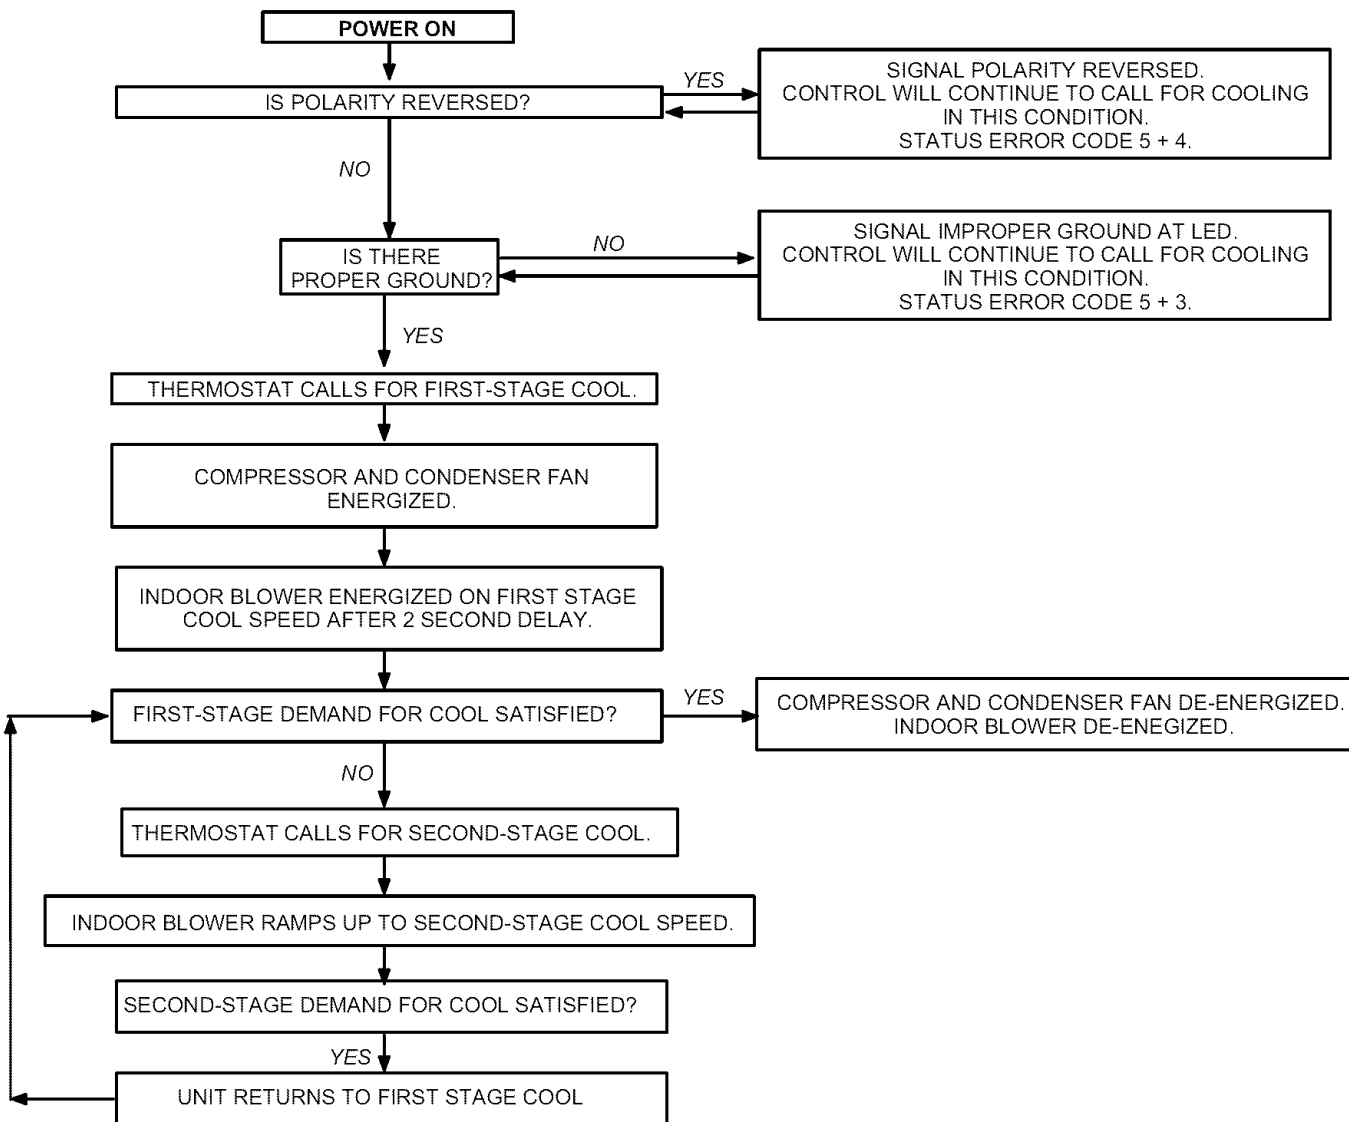 POWER ON
IS POLARITY REVERSED?
YES
SIGNAL POLARITY REVERSED.
CONTROL WILL CONTINUE TO CALL FOR COOLING
IN THIS CONDITION.
STATUS ERROR CODE 5 + 4.
NO
IS THERE
PROPER GROUND?
NO
SIGNAL IMPROPER GROUND AT LED.
CONTROL WILL CONTINUE TO CALL FOR COOLING
IN THIS CONDITION.
STATUS ERROR CODE 5 + 3.
YES
THERMOSTAT CALLS FOR FIRST-STAGE COOL.
COMPRESSOR AND CONDENSER FAN
ENERGIZED.
INDOOR BLOWER ENERGIZED ON FIRST STAGE
COOL SPEED AFTER 2 SECOND DELAY.
FIRST-STAGE DEMAND FOR COOL SATISFIED?
YES
COMPRESSOR AND CONDENSER FAN DE-ENERGIZED.
INDOOR BLOWER DE-ENEGIZED.
NO
THERMOSTAT CALLS FOR SECOND-STAGE COOL.
INDOOR BLOWER RAMPS UP TO SECOND-STAGE COOL SPEED.
SECOND-STAGE DEMAND FOR COOL SATISFIED?
YES
UNIT RETURNS TO FIRST STAGE COOL